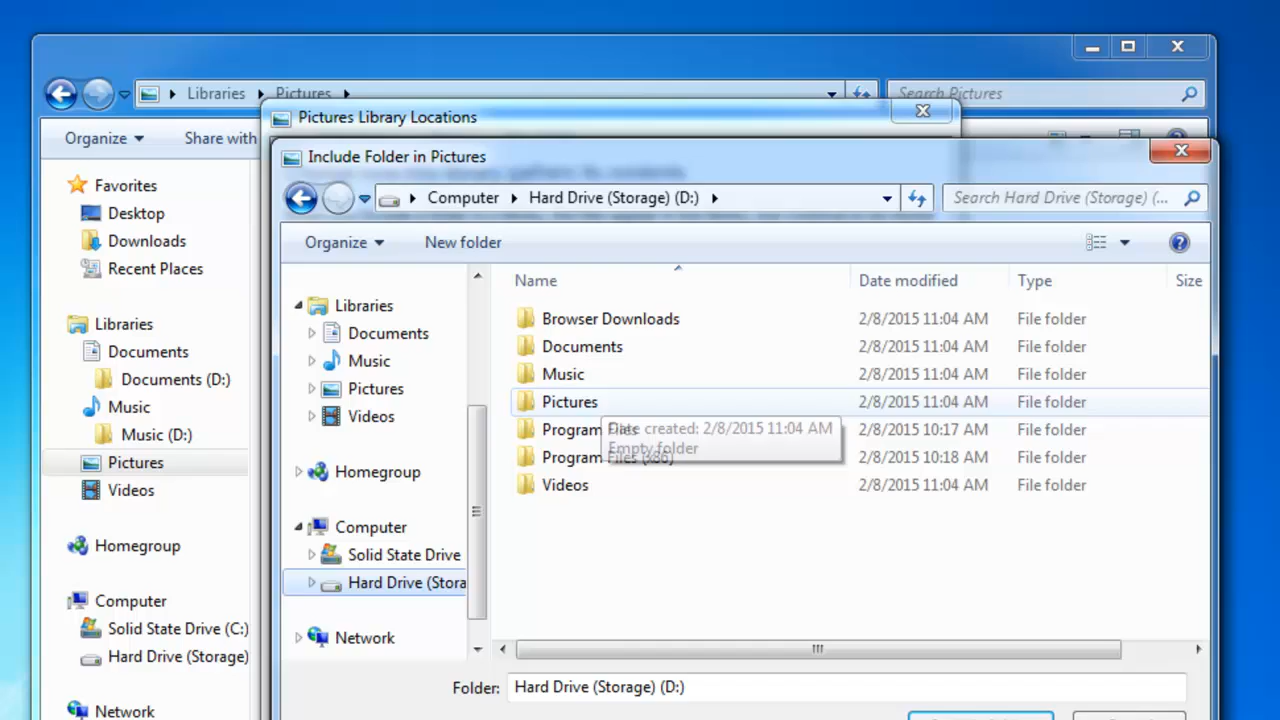 Libraries Pictures
Search Pictures
Organize
Share with
Pictures Library Locations
Include Folder in Pictures
Computer Hard Drive (Storage) (D:)
Search Hard Drive (Storage) (...
Organize
New folder
Favorites
Desktop
Downloads
Recent Places
Libraries
Documents
Documents (D:)
Music
Music (D:)
Pictures
Videos
Homegroup
Computer
Solid State Drive (C:)
Hard Drive (Storage)
Network
Libraries
Documents
Music
Pictures
Videos
Homegroup
Computer
Solid State Drive
Hard Drive (Stora
Network
Name Date modified Type Size
Browser Downloads 2/8/2015 11:04 AM File folder
Documents 2/8/2015 11:04 AM File folder
Music 2/8/2015 11:04 AM File folder
Pictures 2/8/2015 11:04 AM File folder
Program Files 2/8/2015 10:17 AM File folder
Date created: 2/8/2015 11:04 AM
Empty folder
Program Files (x86) 2/8/2015 10:18 AM File folder
Videos 2/8/2015 11:04 AM File folder
Folder: Hard Drive (Storage) (D:)